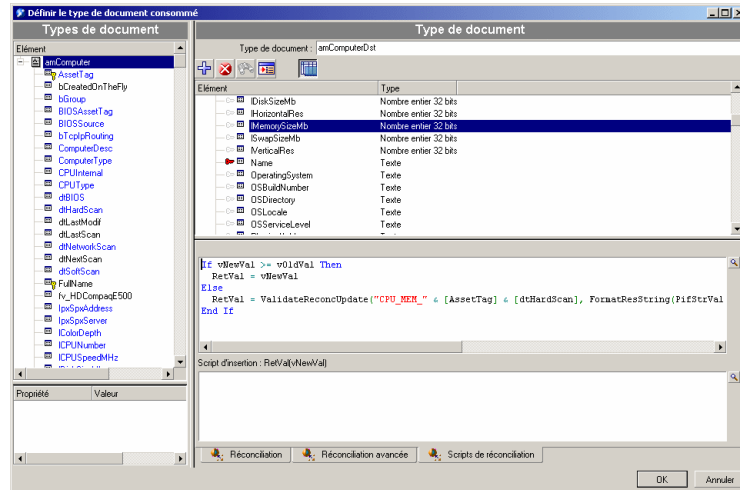 Définir le type de document consommé
Types de document
Type de document
Elément
amComputer
AssetTag
bCreatedOnTheFly
bGroup
BIOSAssetTag
BIOSSource
bTcpIpRouting
ComputerDesc
ComputerType
CPUInternal
CPUType
dtBIOS
dtHardScan
dtLastModif
dtLastScan
dtNetworkScan
dtNextScan
dtSoftScan
FullName
fv_HDCompaqE500
IpxSpxAddress
IpxSpxServer
lColorDepth
lCPUNumber
lCPUSpeedMHz
Propriété Valeur
Type de document : amComputerDst
Elément Type
lDiskSizeMb Nombre entier 32 bits
lHorizontalRes Nombre entier 32 bits
lMemorySizeMb Nombre entier 32 bits
lSwapSizeMb Nombre entier 32 bits
lVerticalRes Nombre entier 32 bits
Name Texte
OperatingSystem Texte
OSBuildNumber Texte
OSDirectory Texte
OSLocale Texte
OSServiceLevel Texte
If vNewVal >= vOldVal Then
RetVal = vNewVal
Else
RetVal = ValidateReconcUpdate("CPU_MEM_" & [AssetTag] & [dtHardScan], FormatResString(PifStrVal
End If
Script d'insertion : RetVal(vNewVal)
Réconciliation Réconciliation avancée Scripts de réconciliation
OK Annuler